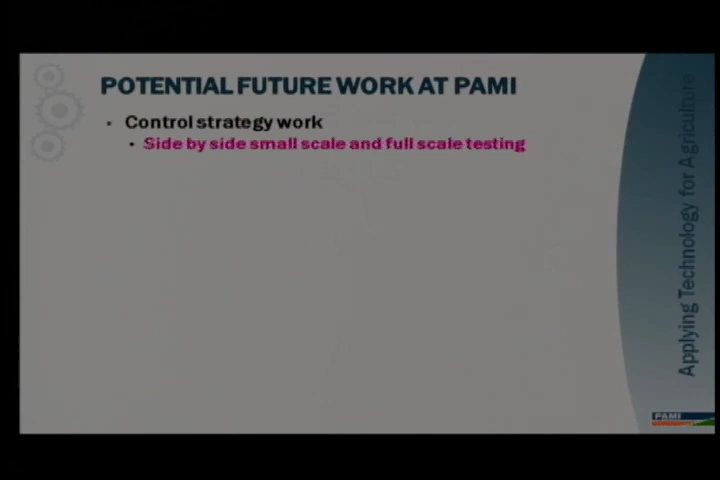 POTENTIAL FUTURE WORK AT PAMI
Control strategy work
Side by side small scale and full scale testing
Applying Technology for Agriculture
PAMI